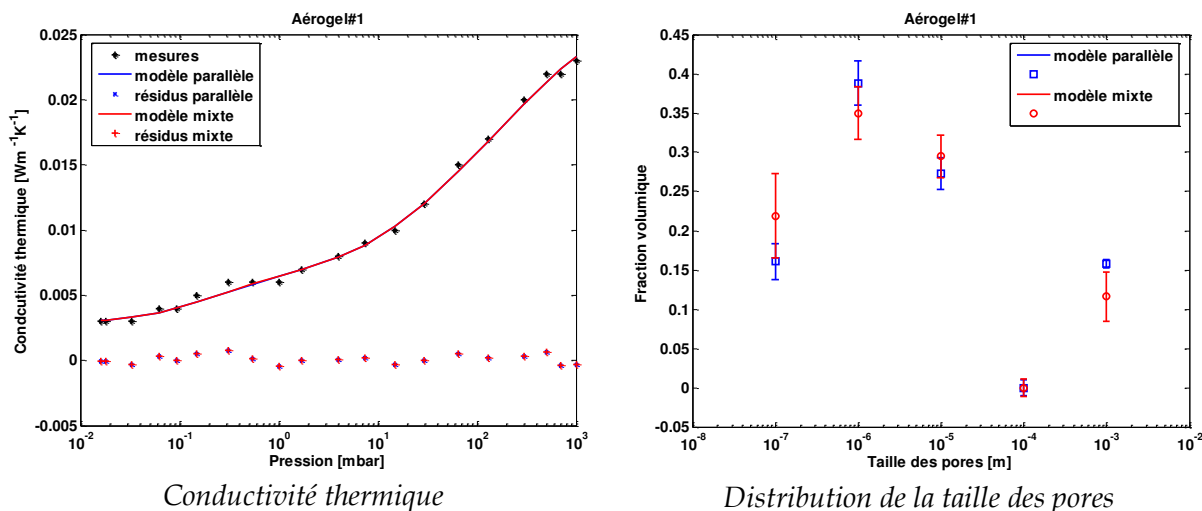 Aérogel#1
0.025
0.02
0.015
0.01
0.005
0
-0.005
Condcutivité thermique [Wm⁻¹K⁻¹]
mesures
modèle parallèle
résidus parallèle
modèle mixte
résidus mixte
10⁻² 10⁻¹ 10⁰ 10¹ 10² 10³
Pression [mbar]
Conductivité thermique
Aérogel#1
0.45
0.4
0.35
0.3
0.25
0.2
0.15
0.1
0.05
0
-0.05
Fraction volumique
modèle parallèle
modèle mixte
10⁻⁸ 10⁻⁷ 10⁻⁶ 10⁻⁵ 10⁻⁴ 10⁻³ 10⁻²
Taille des pores [m]
Distribution de la taille des pores